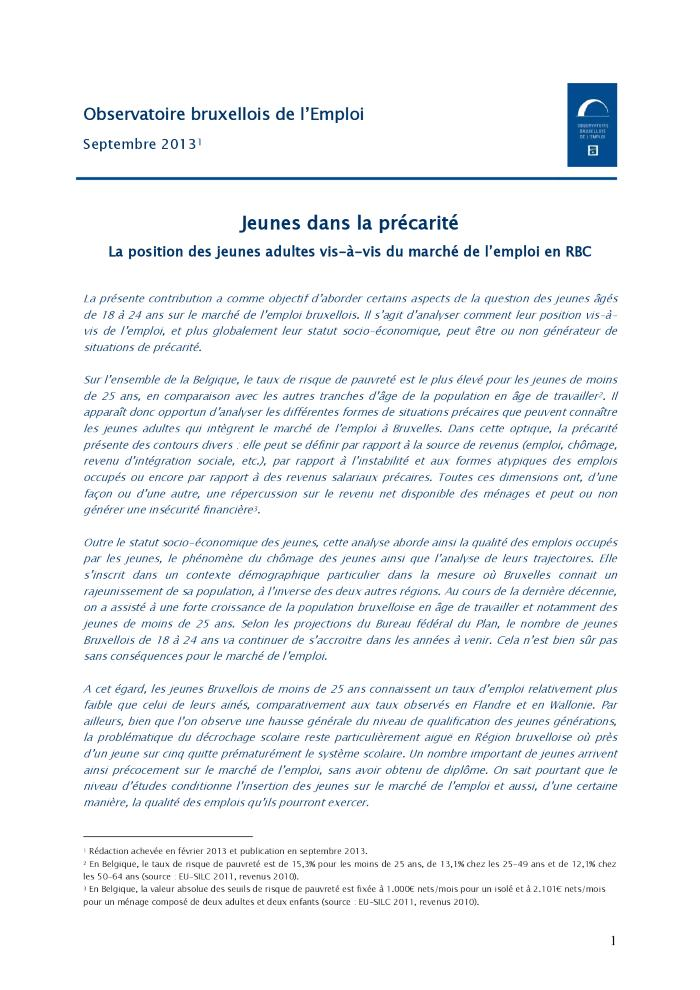 Observatoire bruxellois de l'Emploi
Septembre 2013¹
OBSERVATOIRE
BRUXELLOIS
DE L'EMPLOI
Jeunes dans la précarité
La position des jeunes adultes vis-à-vis du marché de l'emploi en RBC
La présente contribution a comme objectif d'aborder certains aspects de la question des jeunes âgés
de 18 à 24 ans sur le marché de l'emploi bruxellois. Il s'agit d'analyser comment leur position vis-à-
vis de l'emploi, et plus globalement leur statut socio-économique, peut être ou non générateur de
situations de précarité.
Sur l'ensemble de la Belgique, le taux de risque de pauvreté est le plus élevé pour les jeunes de moins
de 25 ans, en comparaison avec les autres tranches d'âge de la population en âge de travailler². Il
apparaît donc opportun d'analyser les différentes formes de situations précaires que peuvent connaître
les jeunes adultes qui intègrent le marché de l'emploi à Bruxelles. Dans cette optique, la précarité
présente des contours divers : elle peut se définir par rapport à la source de revenus (emploi, chômage,
revenu d'intégration sociale, etc.), par rapport à l'instabilité et aux formes atypiques des emplois
occupés ou encore par rapport à des revenus salariaux précaires. Toutes ces dimensions ont, d'une
façon ou d'une autre, une répercussion sur le revenu net disponible des ménages et peut ou non
générer une insécurité financière³.
Outre le statut socio-économique des jeunes, cette analyse aborde ainsi la qualité des emplois occupés
par les jeunes, le phénomène du chômage des jeunes ainsi que l'analyse de leurs trajectoires. Elle
s'inscrit dans un contexte démographique particulier dans la mesure où Bruxelles connait un
rajeunissement de sa population, à l'inverse des deux autres régions. Au cours de la dernière décennie,
on a assisté à une forte croissance de la population bruxelloise en âge de travailler et notamment des
jeunes de moins de 25 ans. Selon les projections du Bureau fédéral du Plan, le nombre de jeunes
Bruxellois de 18 à 24 ans va continuer de s'accroitre dans les années à venir. Cela n'est bien sûr pas
sans conséquences pour le marché de l'emploi.
A cet égard, les jeunes Bruxellois de moins de 25 ans connaissent un taux d'emploi relativement plus
faible que celui de leurs ainés, comparativement aux taux observés en Flandre et en Wallonie. Par
ailleurs, bien que l'on observe une hausse générale du niveau de qualification des jeunes générations,
la problématique du décrochage scolaire reste particulièrement aigue en Région bruxelloise où près
d'un jeune sur cinq quitte prématurément le système scolaire. Un nombre important de jeunes arrivent
ainsi précocement sur le marché de l'emploi, sans avoir obtenu de diplôme. On sait pourtant que le
niveau d'études conditionne l'insertion des jeunes sur le marché de l'emploi et aussi, d'une certaine
manière, la qualité des emplois qu'ils pourront exercer.
¹ Rédaction achevée en février 2013 et publication en septembre 2013.
² En Belgique, le taux de risque de pauvreté est de 15,3% pour les moins de 25 ans, de 13,1% chez les 25-49 ans et de 12,1% chez
les 50-64 ans (source : EU-SILC 2011, revenus 2010).
³ En Belgique, la valeur absolue des seuils de risque de pauvreté est fixée à 1.000€ nets/mois pour un isolé et à 2.101€ nets/mois
pour un ménage composé de deux adultes et deux enfants (source : EU-SILC 2011, revenus 2010).
1